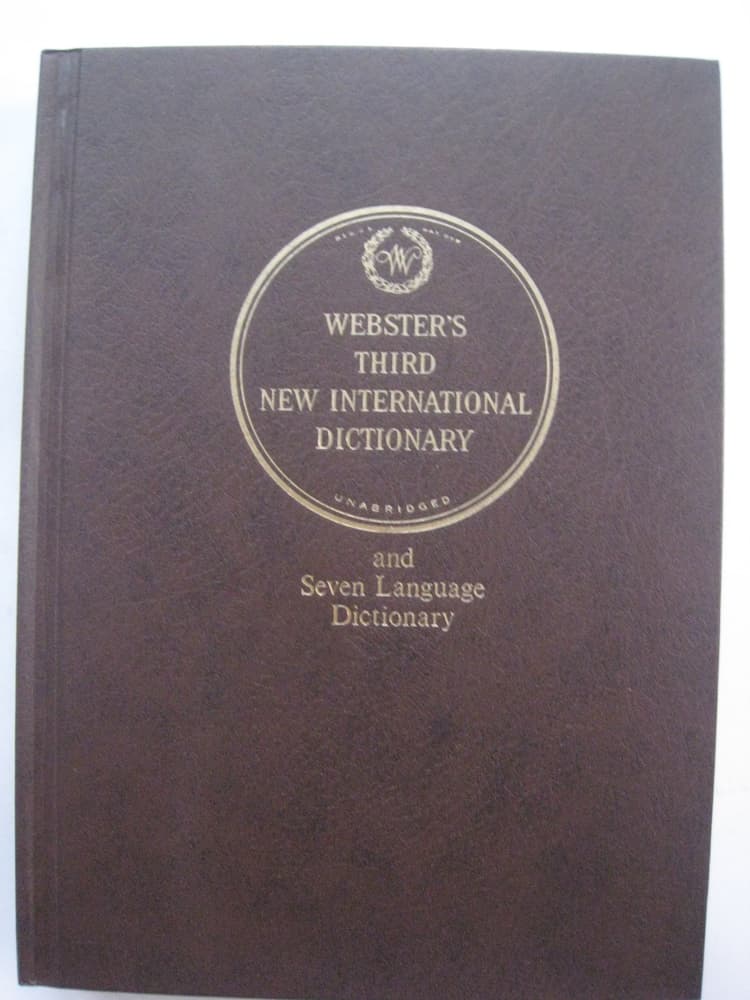 W
WEBSTER'S
THIRD
NEW INTERNATIONAL
DICTIONARY
UNABRIDGED
and
Seven Language
Dictionary